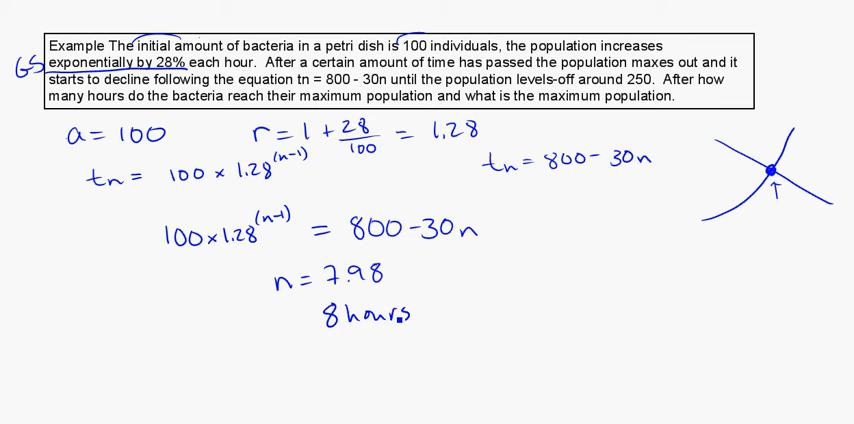 Example The initial amount of bacteria in a petri dish is 100 individuals, the population increases
GS exponentially by 28% each hour. After a certain amount of time has passed the population maxes out and it
starts to decline following the equation tn = 800 - 30n until the population levels-off around 250. After how
many hours do the bacteria reach their maximum population and what is the maximum population.
a = 100 r = 1 + 28/100 = 1.28
tn = 100 × 1.28^(n-1) tn = 800 - 30n
100 × 1.28^(n-1) = 800 - 30n
n = 7.98
8 hours